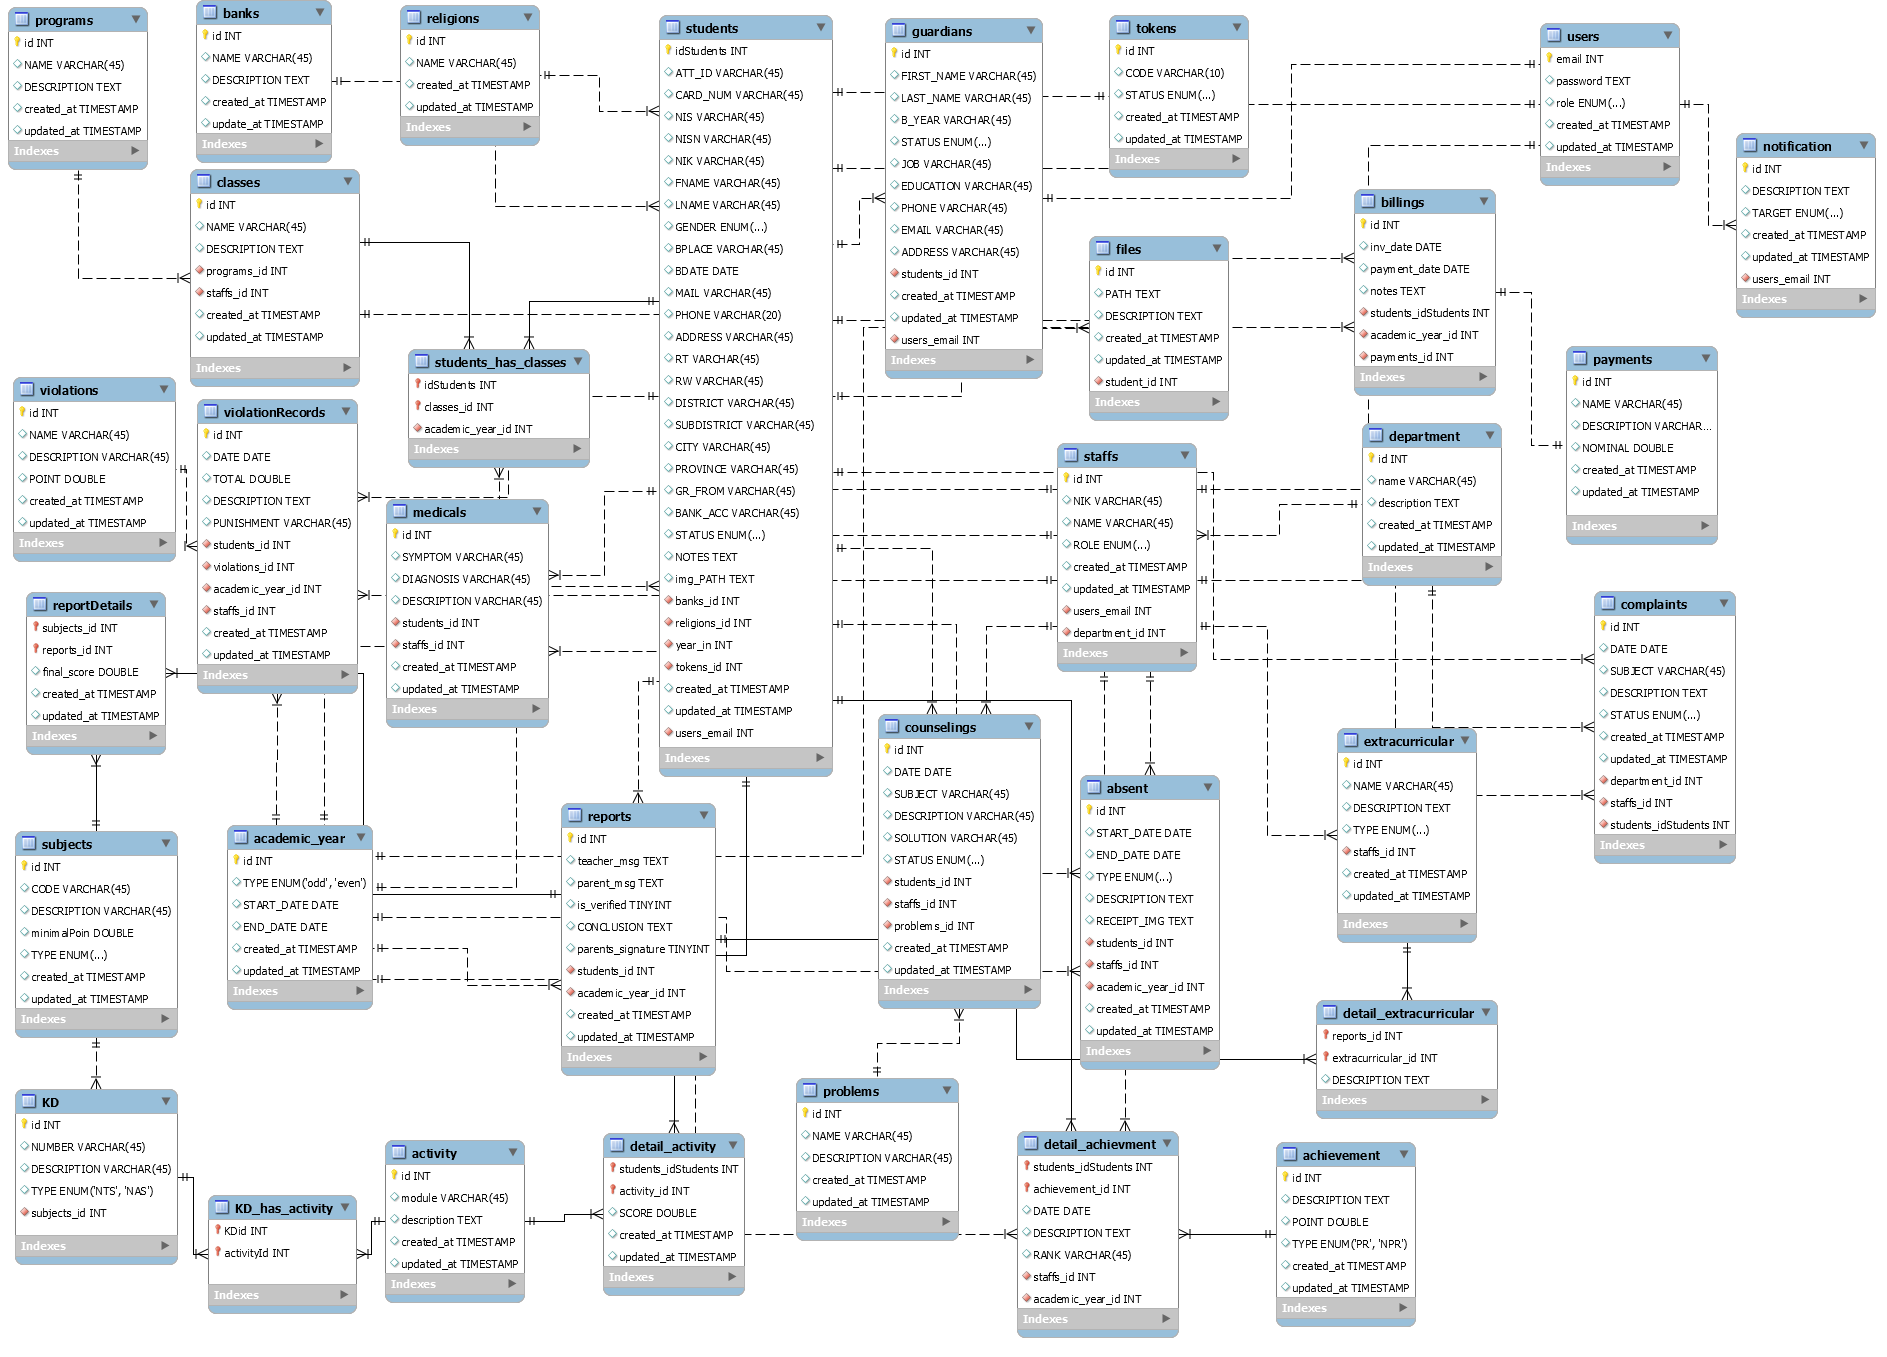 programs
id INT
NAME VARCHAR(45)
DESCRIPTION TEXT
created_at TIMESTAMP
updated_at TIMESTAMP
Indexes
banks
id INT
NAME VARCHAR(45)
DESCRIPTION TEXT
created_at TIMESTAMP
update_at TIMESTAMP
Indexes
religions
id INT
NAME VARCHAR(45)
created_at TIMESTAMP
updated_at TIMESTAMP
Indexes
students
idStudents INT
ATT_ID VARCHAR(45)
CARD_NUM VARCHAR(45)
NIS VARCHAR(45)
NISN VARCHAR(45)
NIK VARCHAR(45)
FNAME VARCHAR(45)
LNAME VARCHAR(45)
GENDER ENUM(...)
BPLACE VARCHAR(45)
BDATE DATE
MAIL VARCHAR(45)
PHONE VARCHAR(20)
ADDRESS VARCHAR(45)
RT VARCHAR(45)
RW VARCHAR(45)
DISTRICT VARCHAR(45)
SUBDISTRICT VARCHAR(45)
CITY VARCHAR(45)
PROVINCE VARCHAR(45)
GR_FROM VARCHAR(45)
BANK_ACC VARCHAR(45)
STATUS ENUM(...)
NOTES TEXT
img_PATH TEXT
banks_id INT
religions_id INT
year_in INT
tokens_id INT
created_at TIMESTAMP
updated_at TIMESTAMP
users_email INT
Indexes
guardians
id INT
FIRST_NAME VARCHAR(45)
LAST_NAME VARCHAR(45)
B_YEAR VARCHAR(45)
STATUS ENUM(...)
JOB VARCHAR(45)
EDUCATION VARCHAR(45)
PHONE VARCHAR(45)
EMAIL VARCHAR(45)
ADDRESS VARCHAR(45)
students_id INT
created_at TIMESTAMP
updated_at TIMESTAMP
users_email INT
Indexes
tokens
id INT
CODE VARCHAR(10)
STATUS ENUM(...)
created_at TIMESTAMP
updated_at TIMESTAMP
Indexes
users
email INT
password TEXT
role ENUM(...)
created_at TIMESTAMP
updated_at TIMESTAMP
Indexes
notification
id INT
DESCRIPTION TEXT
TARGET ENUM(...)
created_at TIMESTAMP
updated_at TIMESTAMP
users_email INT
Indexes
classes
id INT
NAME VARCHAR(45)
DESCRIPTION TEXT
programs_id INT
staffs_id INT
created_at TIMESTAMP
updated_at TIMESTAMP
Indexes
billings
id INT
inv_date DATE
payment_date DATE
notes TEXT
students_idStudents INT
academic_year_id INT
payments_id INT
Indexes
files
id INT
PATH TEXT
DESCRIPTION TEXT
created_at TIMESTAMP
updated_at TIMESTAMP
student_id INT
Indexes
students_has_classes
idStudents INT
classes_id INT
academic_year_id INT
Indexes
payments
id INT
NAME VARCHAR(45)
DESCRIPTION VARCHAR...
NOMINAL DOUBLE
created_at TIMESTAMP
updated_at TIMESTAMP
Indexes
violations
id INT
NAME VARCHAR(45)
DESCRIPTION VARCHAR(45)
POINT DOUBLE
created_at TIMESTAMP
updated_at TIMESTAMP
Indexes
violationRecords
id INT
DATE DATE
TOTAL DOUBLE
DESCRIPTION TEXT
PUNISHMENT VARCHAR(45)
students_id INT
violations_id INT
academic_year_id INT
staffs_id INT
created_at TIMESTAMP
updated_at TIMESTAMP
Indexes
medicals
id INT
SYMPTOM VARCHAR(45)
DIAGNOSIS VARCHAR(45)
DESCRIPTION VARCHAR(45)
students_id INT
staffs_id INT
created_at TIMESTAMP
updated_at TIMESTAMP
Indexes
staffs
id INT
NIK VARCHAR(45)
NAME VARCHAR(45)
ROLE ENUM(...)
created_at TIMESTAMP
updated_at TIMESTAMP
users_email INT
department_id INT
Indexes
department
id INT
name VARCHAR(45)
description TEXT
created_at TIMESTAMP
updated_at TIMESTAMP
Indexes
reportDetails
subjects_id INT
reports_id INT
final_score DOUBLE
created_at TIMESTAMP
updated_at TIMESTAMP
Indexes
complaints
id INT
DATE DATE
SUBJECT VARCHAR(45)
DESCRIPTION TEXT
STATUS ENUM(...)
created_at TIMESTAMP
updated_at TIMESTAMP
department_id INT
staffs_id INT
students_idStudents INT
Indexes
counselings
id INT
DATE DATE
SUBJECT VARCHAR(45)
DESCRIPTION VARCHAR(45)
SOLUTION VARCHAR(45)
STATUS ENUM(...)
students_id INT
staffs_id INT
problems_id INT
created_at TIMESTAMP
updated_at TIMESTAMP
Indexes
extracurricular
id INT
NAME VARCHAR(45)
DESCRIPTION TEXT
TYPE ENUM(...)
staffs_id INT
created_at TIMESTAMP
updated_at TIMESTAMP
Indexes
absent
id INT
START_DATE DATE
END_DATE DATE
TYPE ENUM(...)
DESCRIPTION TEXT
RECEIPT_IMG TEXT
students_id INT
staffs_id INT
academic_year_id INT
created_at TIMESTAMP
updated_at TIMESTAMP
Indexes
subjects
id INT
CODE VARCHAR(45)
DESCRIPTION VARCHAR(45)
minimalPoin DOUBLE
TYPE ENUM(...)
created_at TIMESTAMP
updated_at TIMESTAMP
Indexes
academic_year
id INT
TYPE ENUM('odd', 'even')
START_DATE DATE
END_DATE DATE
created_at TIMESTAMP
updated_at TIMESTAMP
Indexes
reports
id INT
teacher_msg TEXT
parent_msg TEXT
is_verified TINYINT
CONCLUSION TEXT
parents_signature TINYINT
students_id INT
academic_year_id INT
created_at TIMESTAMP
updated_at TIMESTAMP
Indexes
detail_extracurricular
reports_id INT
extracurricular_id INT
DESCRIPTION TEXT
Indexes
KD
id INT
NUMBER VARCHAR(45)
DESCRIPTION VARCHAR(45)
TYPE ENUM('NTS', 'NAS')
subjects_id INT
Indexes
KD_has_activity
KDid INT
activityId INT
Indexes
activity
id INT
module VARCHAR(45)
description TEXT
created_at TIMESTAMP
updated_at TIMESTAMP
Indexes
detail_activity
students_idStudents INT
activity_id INT
SCORE DOUBLE
created_at TIMESTAMP
updated_at TIMESTAMP
Indexes
problems
id INT
NAME VARCHAR(45)
DESCRIPTION VARCHAR(45)
created_at TIMESTAMP
updated_at TIMESTAMP
Indexes
detail_achievment
students_idStudents INT
achievement_id INT
DATE DATE
DESCRIPTION TEXT
RANK VARCHAR(45)
staffs_id INT
academic_year_id INT
Indexes
achievement
id INT
DESCRIPTION TEXT
POINT DOUBLE
TYPE ENUM('PR', 'NPR')
created_at TIMESTAMP
updated_at TIMESTAMP
Indexes